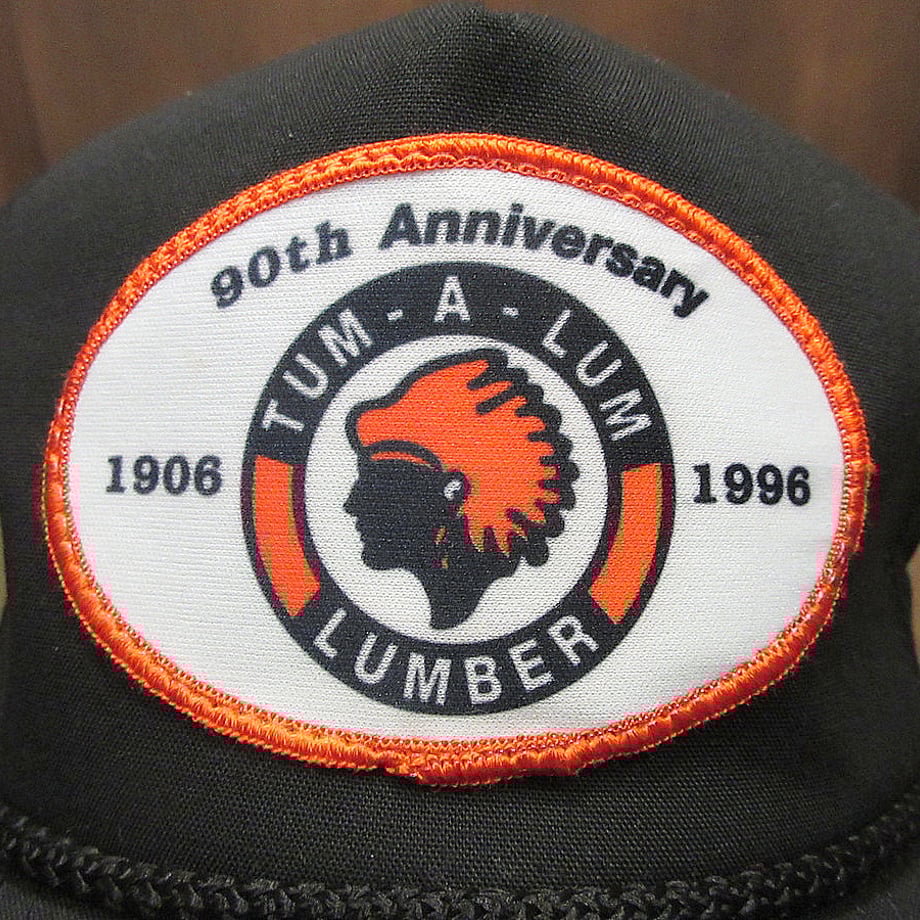 90th Anniversary
TUM-A-LUM
1906
1996
LUMBER